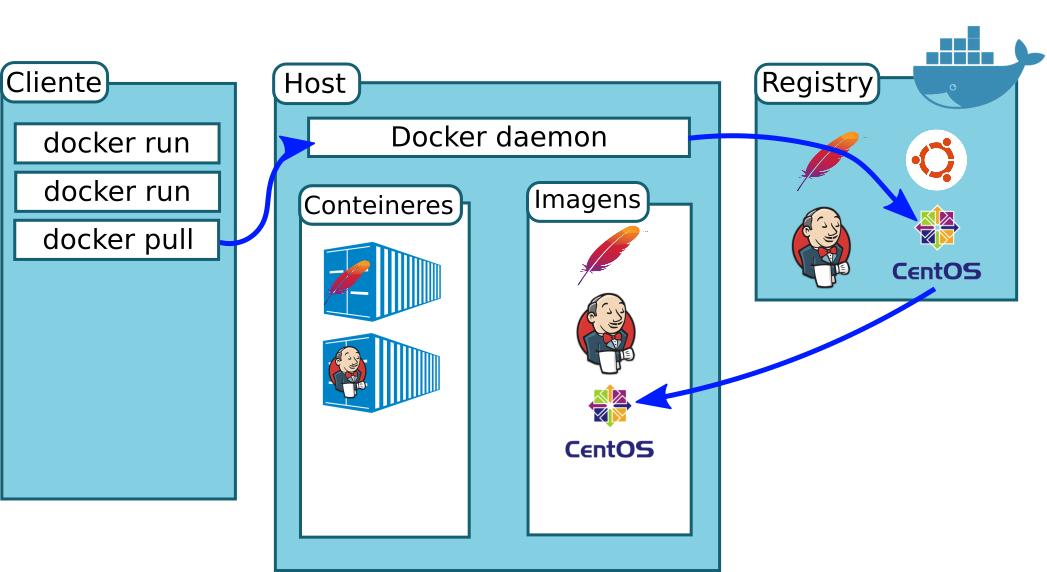 Cliente
docker run
docker run
docker pull
Host
Docker daemon
Conteineres
Imagens
CentOS
Registry
CentOS